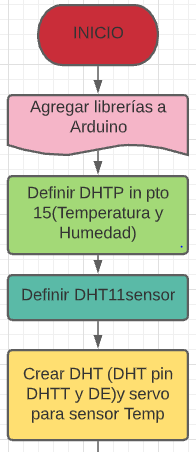 INICIO
Agregar librerías a
Arduino
Definir DHTP in pto
15(Temperatura y
Humedad)
Definir DHT11sensor
Crear DHT (DHT pin
DHTT y DE)y servo
para sensor Temp